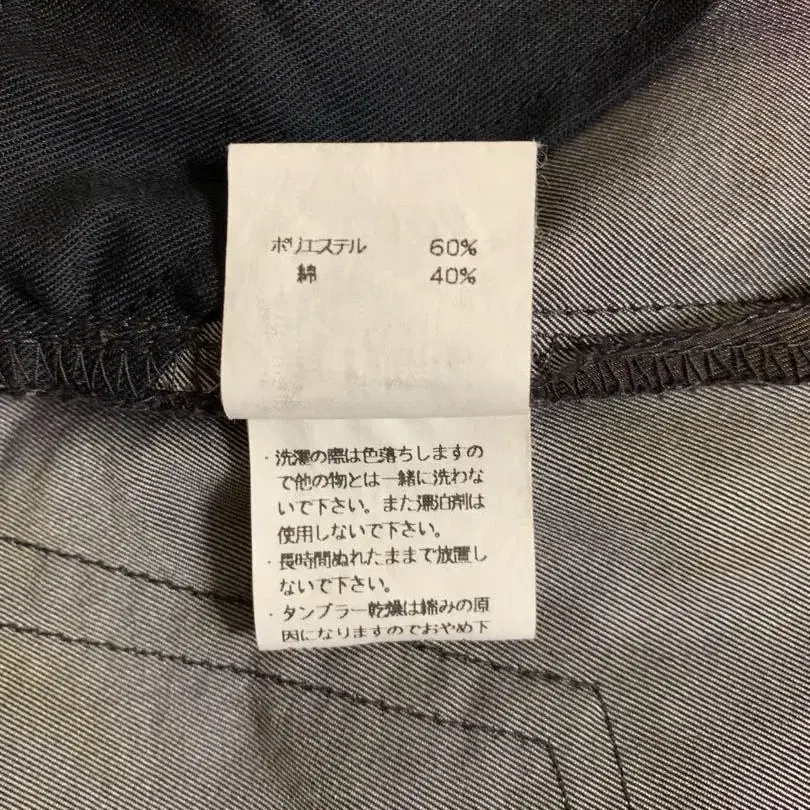 ポリエステル 60%
綿 40%
・洗濯の際は色落ちしますの
で他の物とは一緒に洗わな
いで下さい。また漂泊剤は
使用しないで下さい。
・長時間ぬれたままで放置し
ないで下さい。
・タンブラー乾燥は縮みの原
因になりますのでおやめ下